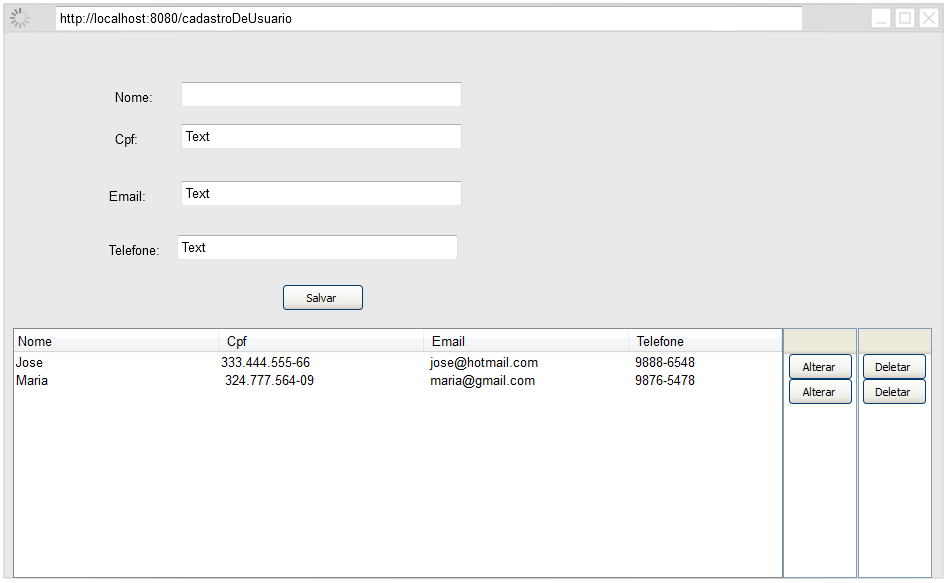 http://localhost:8080/cadastroDeUsuario
Nome:
Cpf: Text
Email: Text
Telefone: Text
Salvar
Nome Cpf Email Telefone
Jose 333.444.555-66 jose@hotmail.com 9888-6548 Alterar Deletar
Maria 324.777.564-09 maria@gmail.com 9876-5478 Alterar Deletar